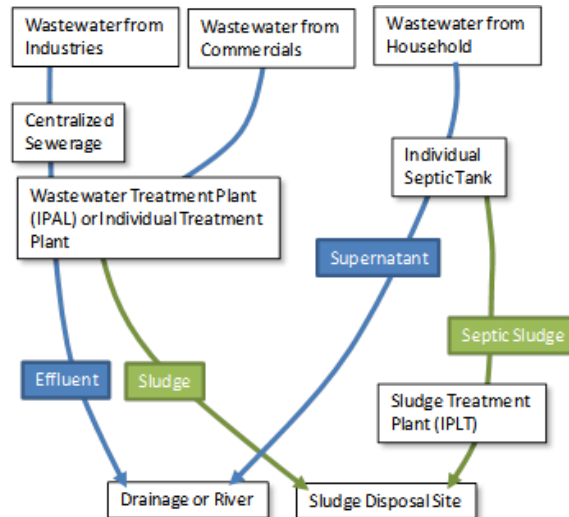 Wastewater from
Industries
Wastewater from
Commercials
Wastewater from
Household
Centralized
Sewerage
Individual
Septic Tank
Wastewater Treatment Plant
(IPAL) or Individual Treatment
Plant
Supernatant
Septic Sludge
Effluent
Sludge
Sludge Treatment
Plant (IPLT)
Drainage or River
Sludge Disposal Site